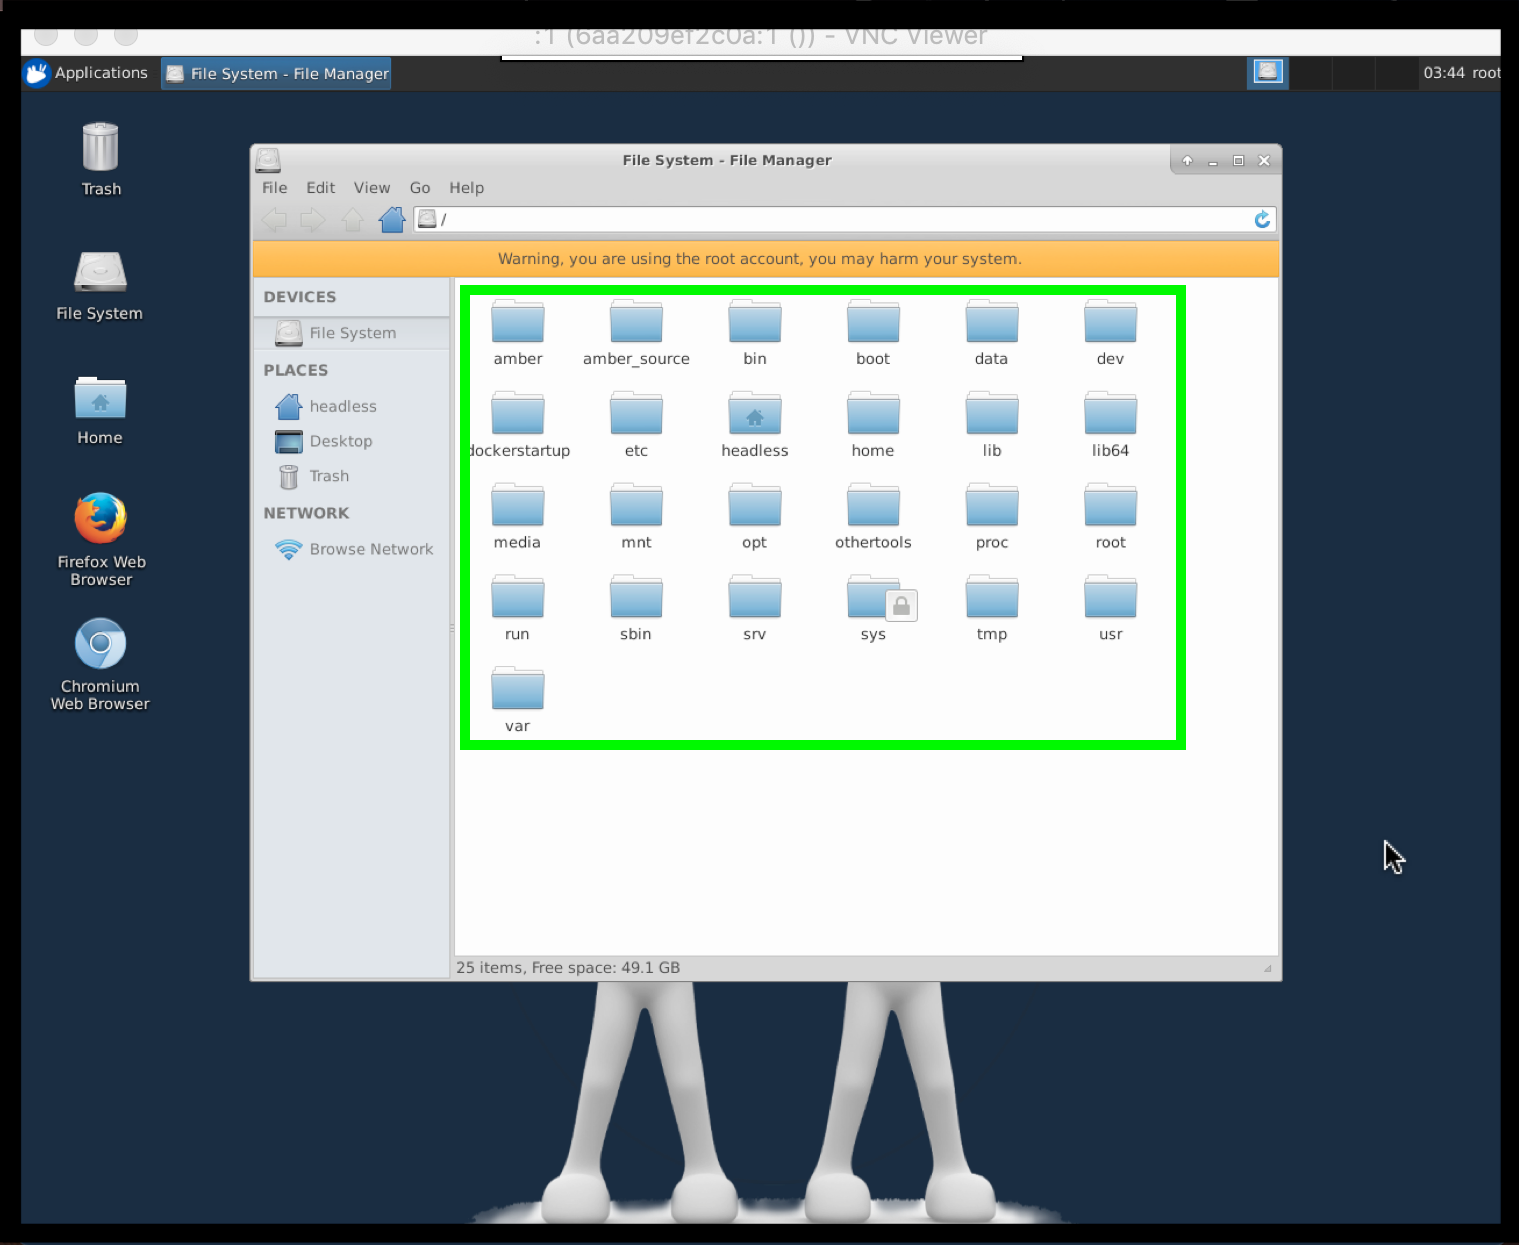 :1 (6aa209ef2c0a:1 ()) - VNC Viewer
Applications File System - File Manager 03:44 root
Trash
File System
Home
Firefox Web
Browser
Chromium
Web Browser
File System - File Manager
File Edit View Go Help
/
Warning, you are using the root account, you may harm your system.
DEVICES
File System
PLACES
headless
Desktop
Trash
NETWORK
Browse Network
amber amber_source bin boot data dev
dockerstartup etc headless home lib lib64
media mnt opt othertools proc root
run sbin srv sys tmp usr
var
25 items, Free space: 49.1 GB